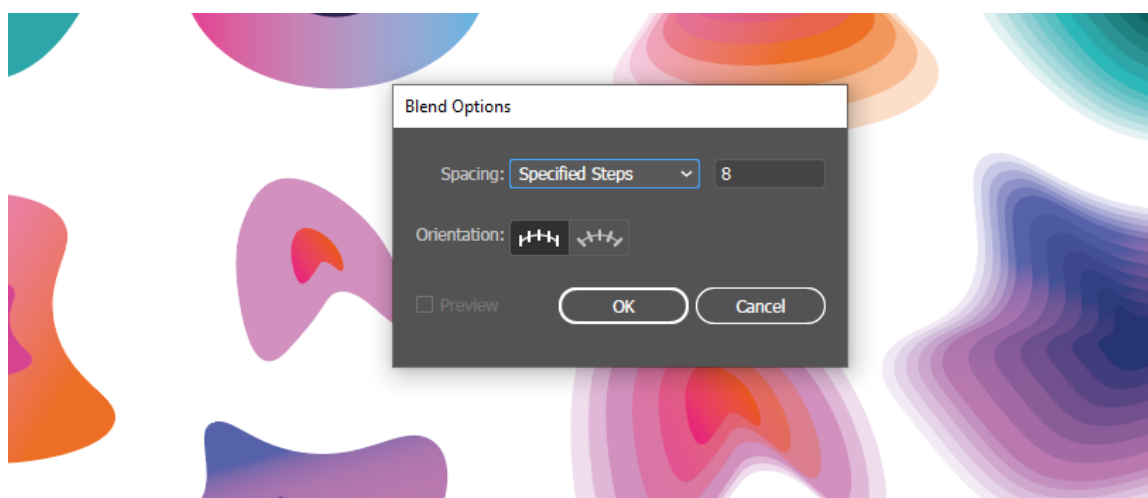 Blend Options
Spacing: Specified Steps 8
Orientation:
Preview OK Cancel